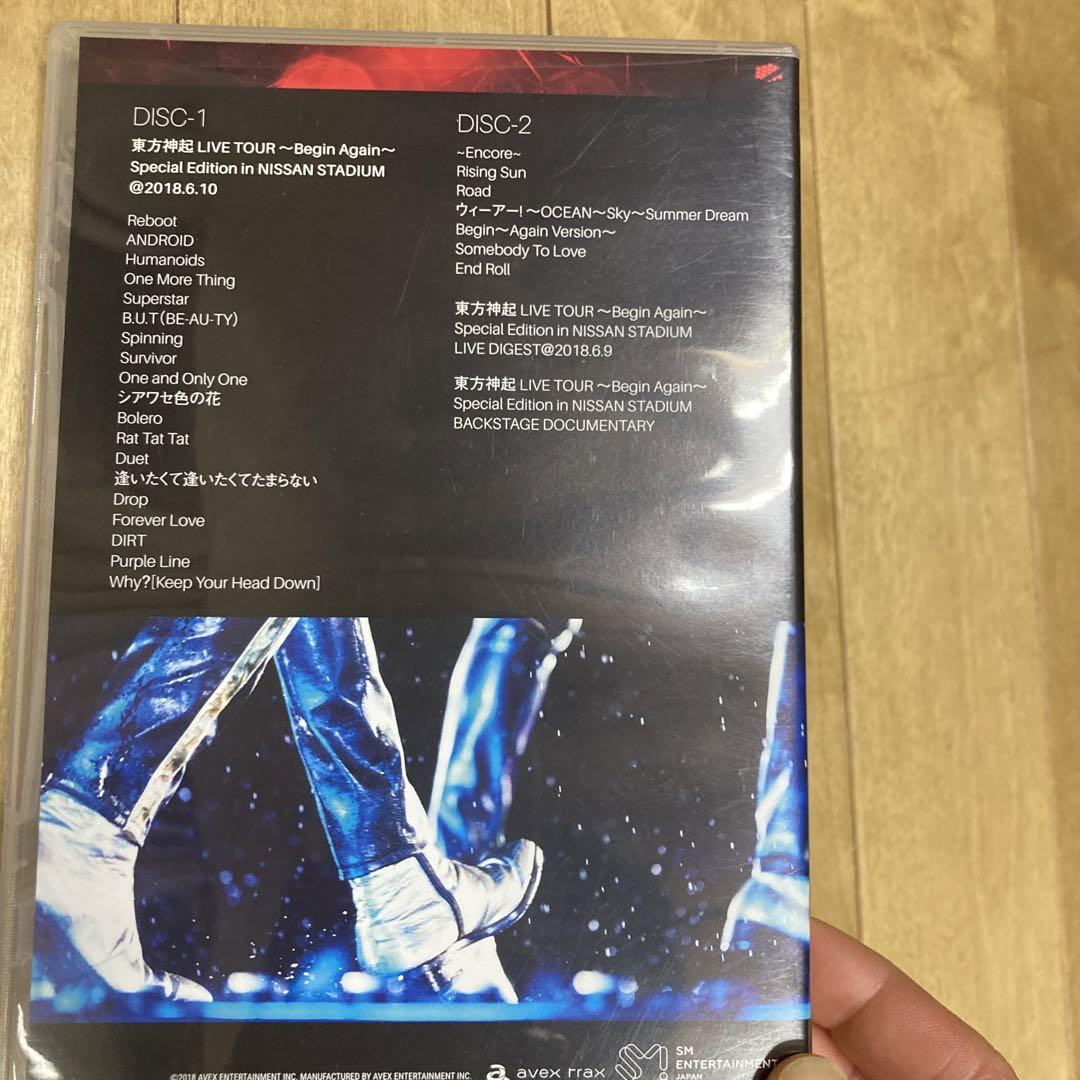 DISC-1
東方神起 LIVE TOUR ～Begin Again～
Special Edition in NISSAN STADIUM
@2018.6.10
Reboot
ANDROID
Humanoids
One More Thing
Superstar
B.U.T(BE-AU-TY)
Spinning
Survivor
One and Only One
シアワセ色の花
Bolero
Rat Tat Tat
Duet
逢いたくて逢いたくてたまらない
Drop
Forever Love
DIRT
Purple Line
Why?[Keep Your Head Down]
DISC-2
~Encore~
Rising Sun
Road
ウィーアー! ～OCEAN～Sky～Summer Dream
Begin～Again Version～
Somebody To Love
End Roll
東方神起 LIVE TOUR ～Begin Again～
Special Edition in NISSAN STADIUM
LIVE DIGEST@2018.6.9
東方神起 LIVE TOUR ～Begin Again～
Special Edition in NISSAN STADIUM
BACKSTAGE DOCUMENTARY
©2018 AVEX ENTERTAINMENT INC. MANUFACTURED BY AVEX ENTERTAINMENT INC.
avex trax
SM
ENTERTAINMENT
JAPAN